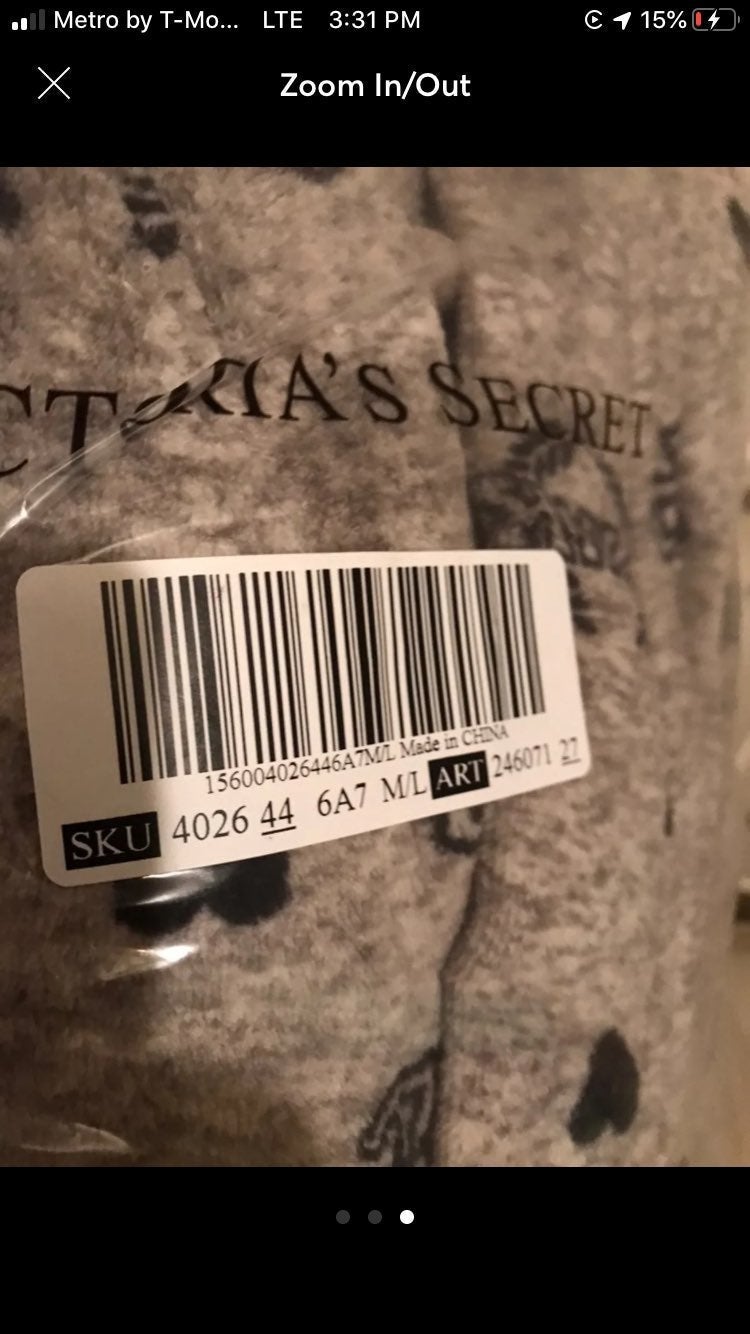 Metro by T-Mo... LTE 3:31 PM 15%
Zoom In/Out
CTORIA'S SECRET
156004026446A7M/L Made in CHINA
SKU 4026 44 6A7 M/L ART 246071 27